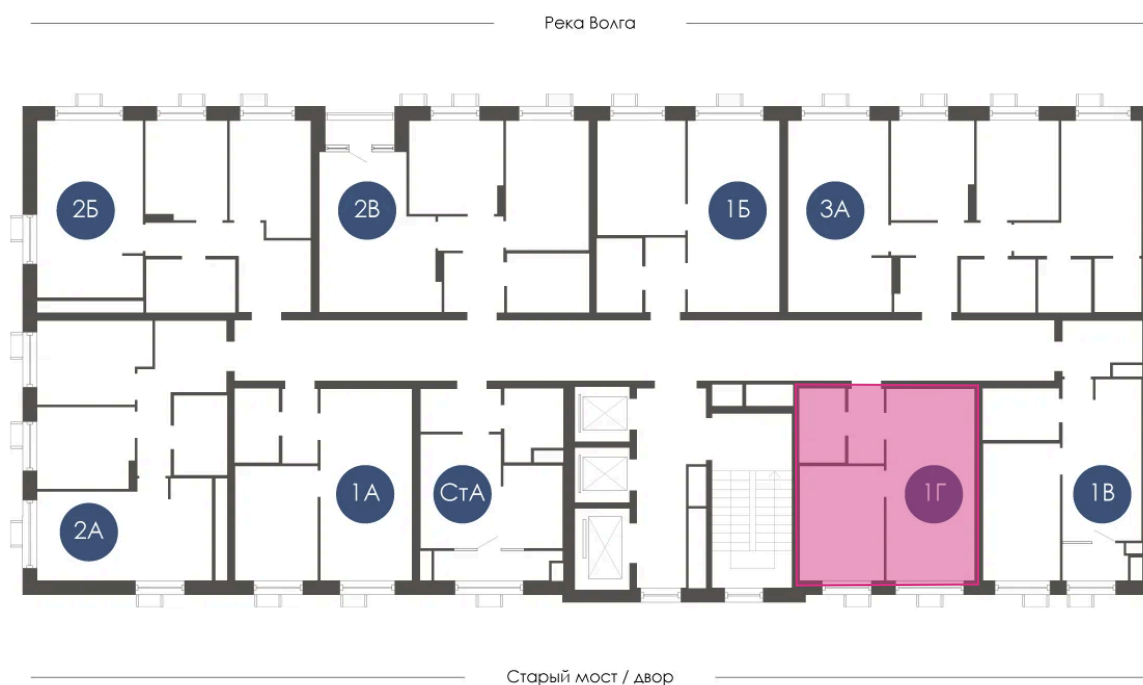 Река Волга
2Б
2В
1Б
3А
2А
1А
СтА
1Г
1В
Старый мост / двор